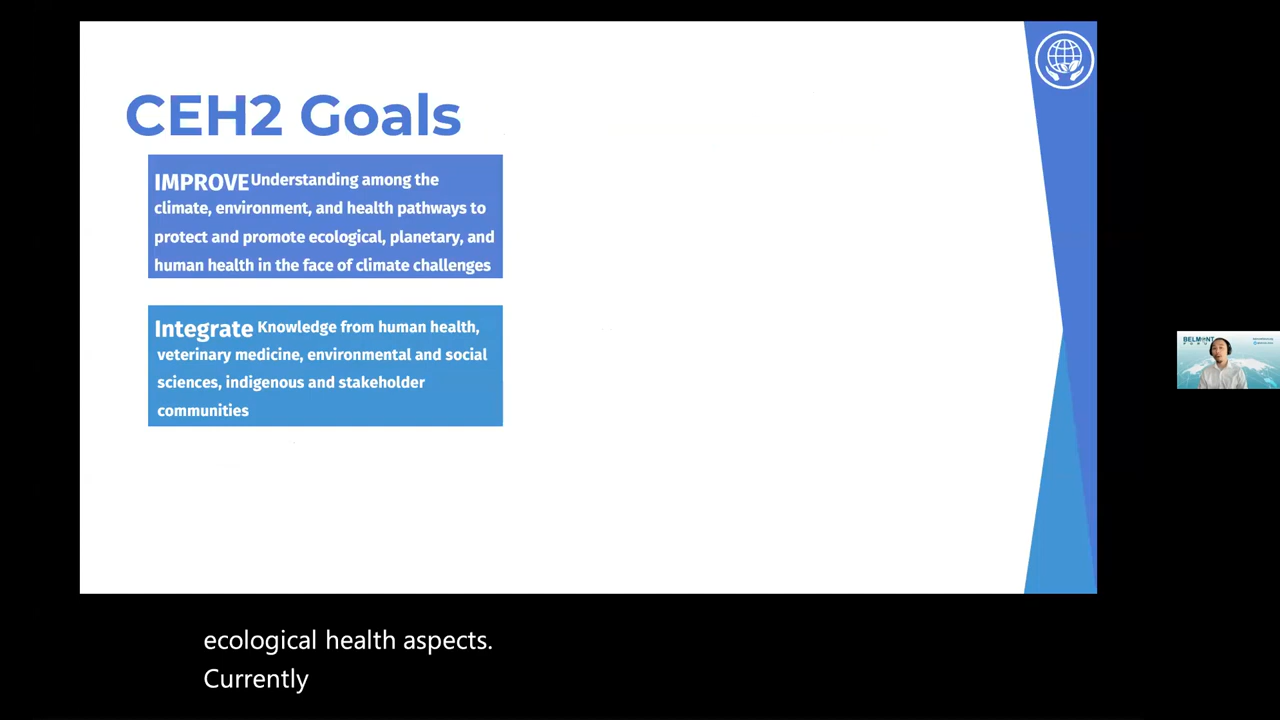 CEH2 Goals
IMPROVE Understanding among the
climate, environment, and health pathways to
protect and promote ecological, planetary, and
human health in the face of climate challenges
Integrate Knowledge from human health,
veterinary medicine, environmental and social
sciences, indigenous and stakeholder
communities
BELMONT
ecological health aspects.
Currently